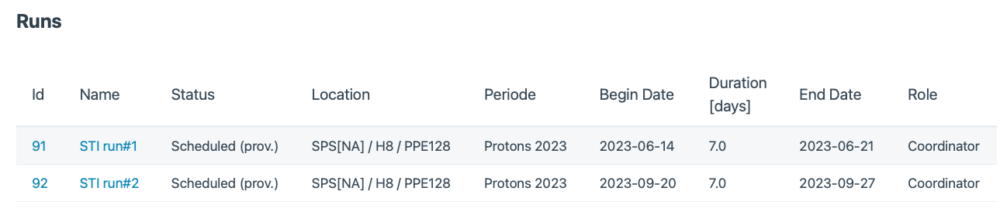 Runs
Id Name Status Location Periode Begin Date Duration [days] End Date Role
91 STI run#1 Scheduled (prov.) SPS[NA] / H8 / PPE128 Protons 2023 2023-06-14 7.0 2023-06-21 Coordinator
92 STI run#2 Scheduled (prov.) SPS[NA] / H8 / PPE128 Protons 2023 2023-09-20 7.0 2023-09-27 Coordinator